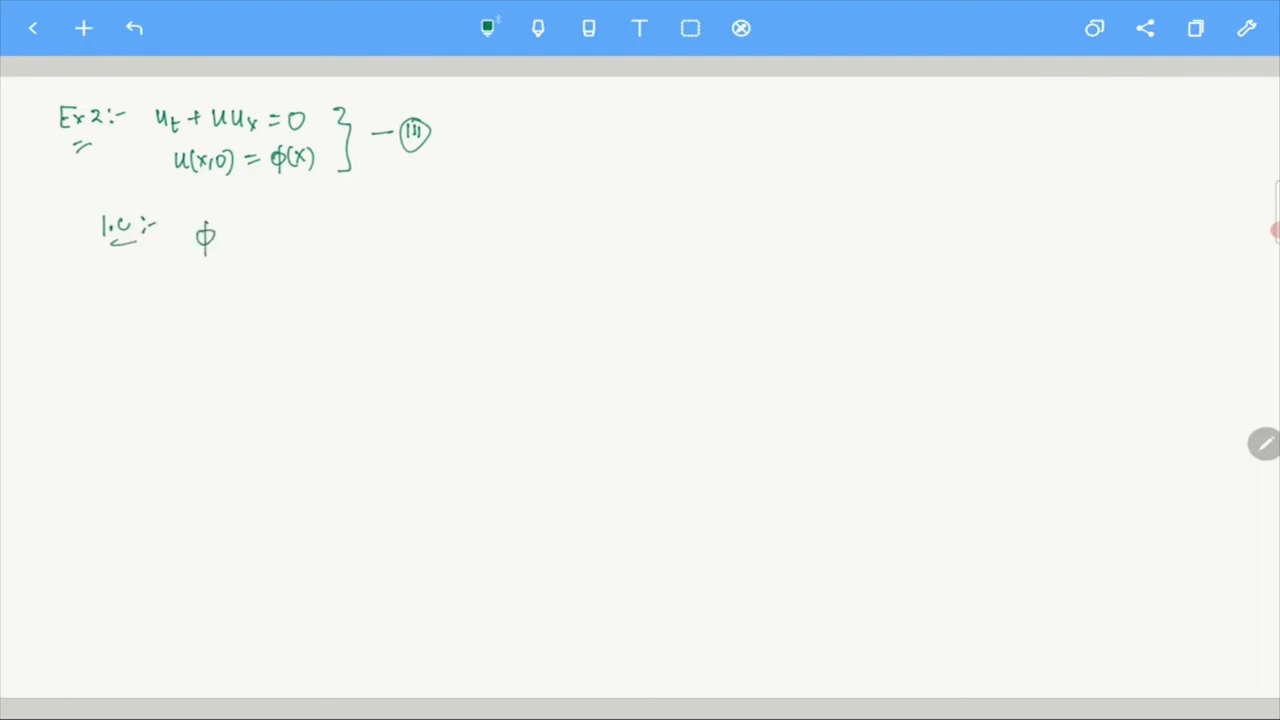 Ex 2:- u_t + u u_x = 0
u(x,0) = φ(x) } — (III)
I.C :- φ